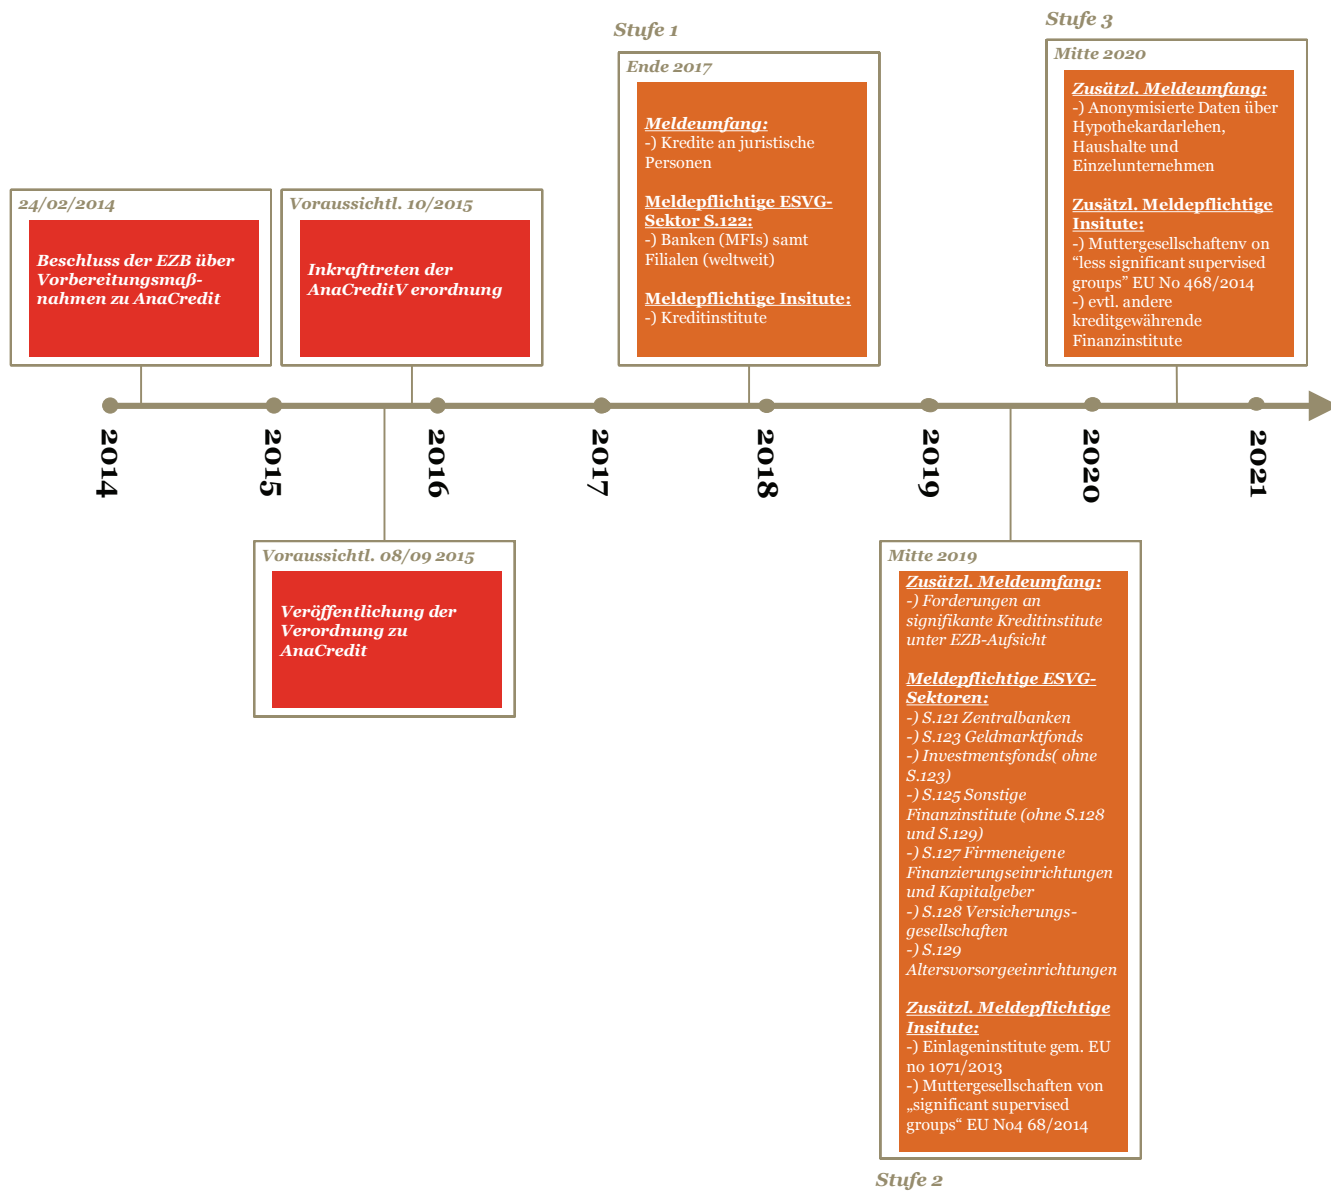 Stufe 1
Stufe 3
Ende 2017
Meldeumfang:
-) Kredite an juristische
Personen
Meldepflichtige ESVG-
Sektor S.122:
-) Banken (MFIs) samt
Filialen (weltweit)
Meldepflichtige Insitute:
-) Kreditinstitute
Mitte 2020
Zusätzl. Meldeumfang:
-) Anonymisierte Daten über
Hypothekardarlehen,
Haushalte und
Einzelunternehmen
Zusätzl. Meldepflichtige
Insitute:
-) Muttergesellschaftenv on
“less significant supervised
groups” EU No 468/2014
-) evtl. andere
kreditgewährende
Finanzinstitute
24/02/2014
Beschluss der EZB über
Vorbereitungsmaß-
nahmen zu AnaCredit
Voraussichtl. 10/2015
Inkrafttreten der
AnaCreditV erordnung
2014
2015
2016
2017
2018
2019
2020
2021
Voraussichtl. 08/09 2015
Veröffentlichung der
Verordnung zu
AnaCredit
Mitte 2019
Zusätzl. Meldeumfang:
-) Forderungen an
signifikante Kreditinstitute
unter EZB-Aufsicht
Meldepflichtige ESVG-
Sektoren:
-) S.121 Zentralbanken
-) S.123 Geldmarktfonds
-) Investmentsfonds( ohne
S.123)
-) S.125 Sonstige
Finanzinstitute (ohne S.128
und S.129)
-) S.127 Firmeneigene
Finanzierungseinrichtungen
und Kapitalgeber
-) S.128 Versicherungs-
gesellschaften
-) S.129
Altersvorsorgeeinrichtungen
Zusätzl. Meldepflichtige
Insitute:
-) Einlageninstitute gem. EU
no 1071/2013
-) Muttergesellschaften von
„significant supervised
groups“ EU No4 68/2014
Stufe 2